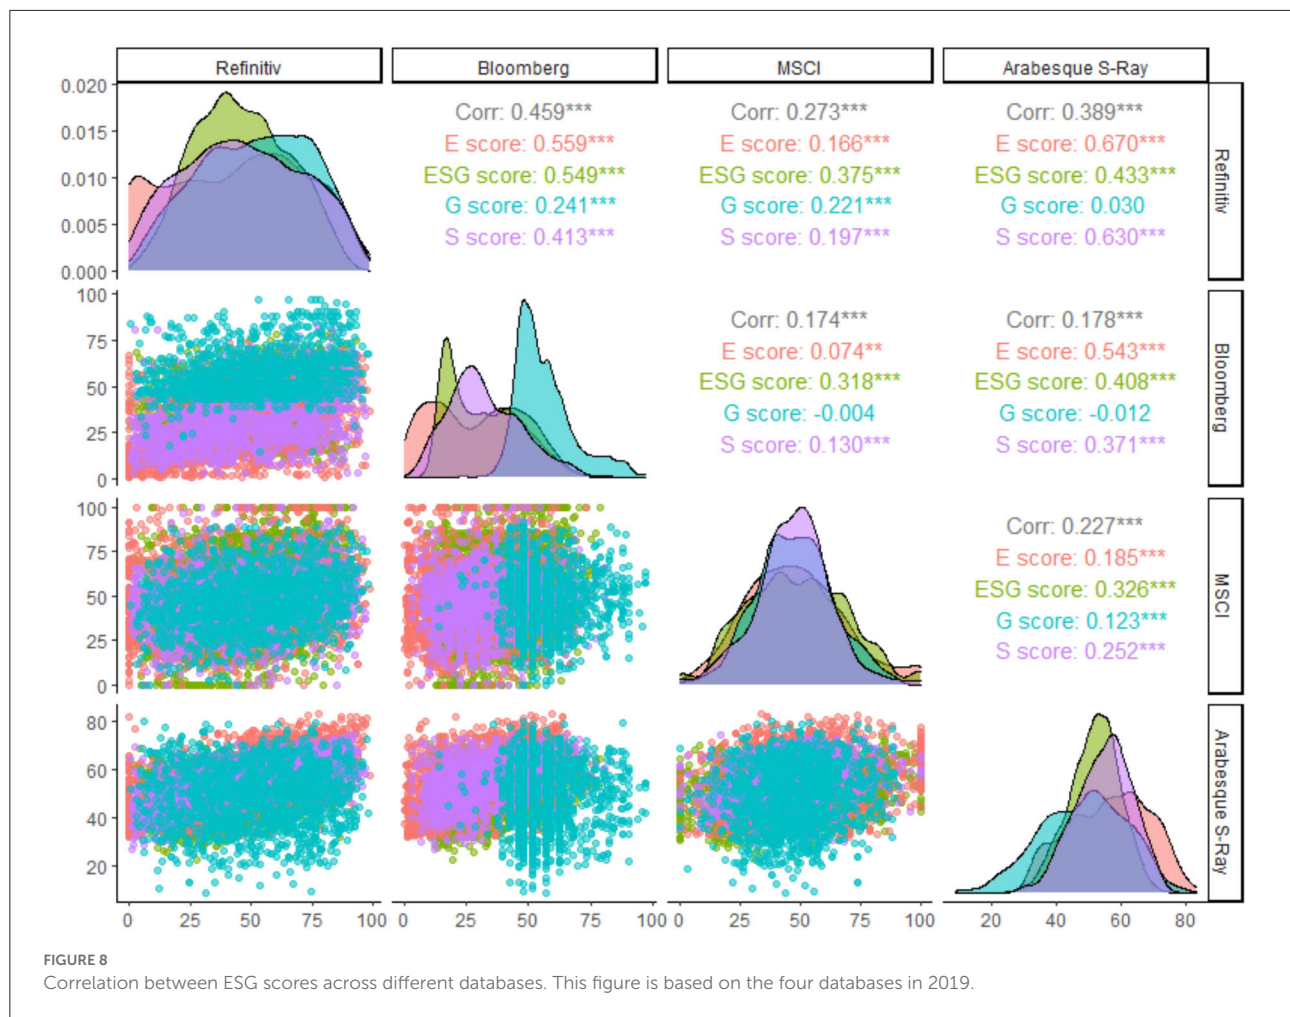 Refinitiv Bloomberg MSCI Arabesque S-Ray
0.020
0.015
0.010
0.005
0.000
Corr: 0.459***
E score: 0.559***
ESG score: 0.549***
G score: 0.241***
S score: 0.413***
Corr: 0.273***
E score: 0.166***
ESG score: 0.375***
G score: 0.221***
S score: 0.197***
Corr: 0.389***
E score: 0.670***
ESG score: 0.433***
G score: 0.030
S score: 0.630***
Refinitiv
100
75
50
25
0
Corr: 0.174***
E score: 0.074**
ESG score: 0.318***
G score: -0.004
S score: 0.130***
Corr: 0.178***
E score: 0.543***
ESG score: 0.408***
G score: -0.012
S score: 0.371***
Bloomberg
100
75
50
25
0
Corr: 0.227***
E score: 0.185***
ESG score: 0.326***
G score: 0.123***
S score: 0.252***
MSCI
80
60
40
20
Arabesque S-Ray
0 25 50 75 100 0 25 50 75 100 0 25 50 75 100 20 40 60 80
FIGURE 8
Correlation between ESG scores across different databases. This figure is based on the four databases in 2019.